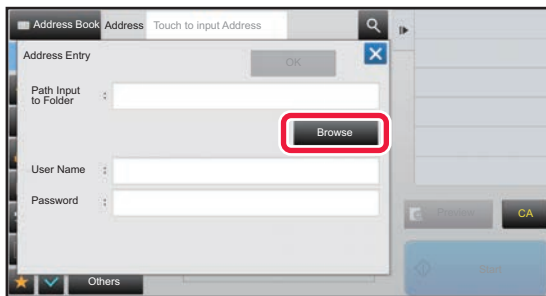 Address Book Address Touch to input Address
Address Entry OK
Path Input
to Folder :
Browse
User Name :
Password :
Preview CA
Start
Others